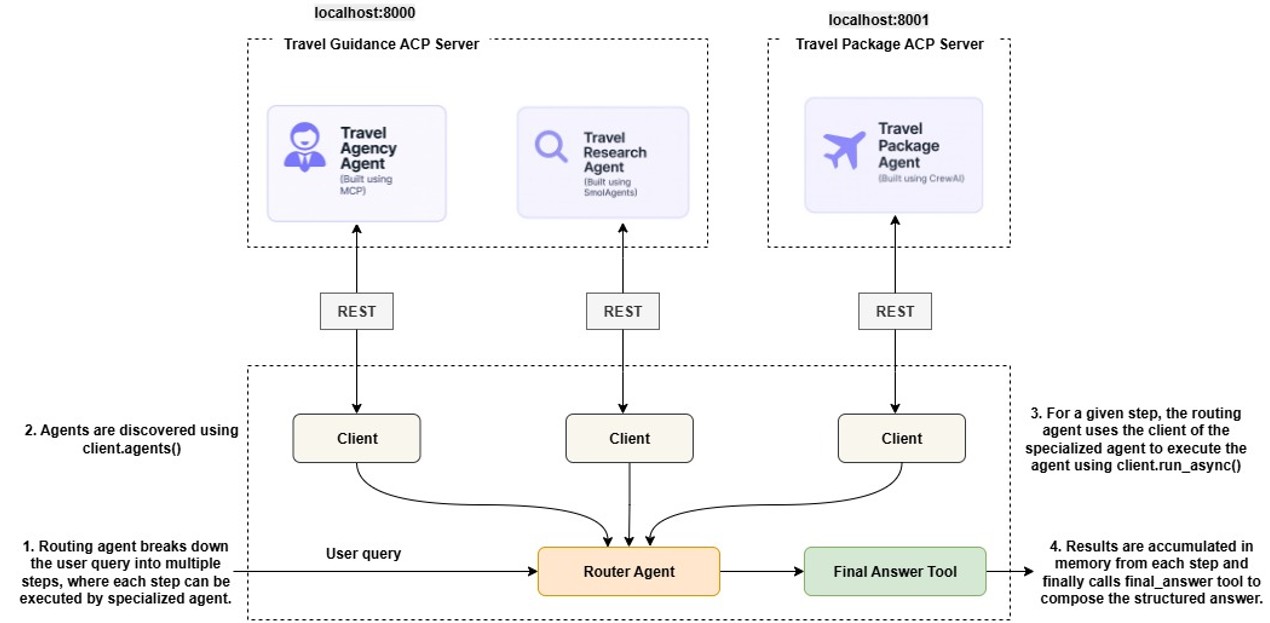 localhost:8000
localhost:8001
Travel Guidance ACP Server
Travel Package ACP Server
Travel
Agency
Agent
(Built using
MCP)
Travel
Research
Agent
(Built using
SmolAgents)
Travel
Package
Agent
(Built using CrewAI)
REST
REST
REST
2. Agents are discovered using
client.agents()
Client
Client
Client
3. For a given step, the routing
agent uses the client of the
specialized agent to execute the
agent using client.run_async()
1. Routing agent breaks down
the user query into multiple
steps, where each step can be
executed by specialized agent.
User query
Router Agent
Final Answer Tool
4. Results are accumulated in
memory from each step and
finally calls final_answer tool to
compose the structured answer.